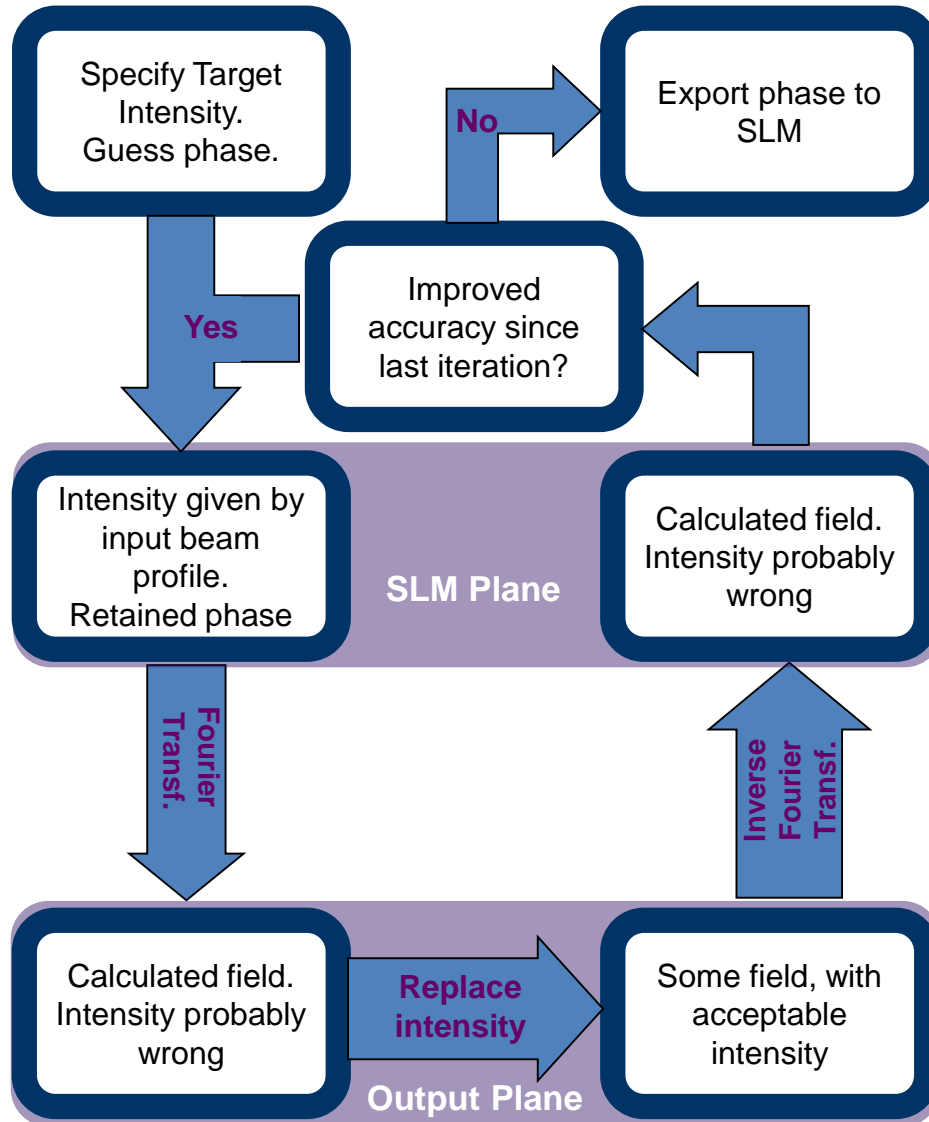 Specify Target
Intensity.
Guess phase.
No
Export phase to
SLM
Improved
accuracy since
last iteration?
Yes
Intensity given by
input beam
profile.
Retained phase
SLM Plane
Calculated field.
Intensity probably
wrong
Fourier
Transf.
Inverse
Fourier
Transf.
Calculated field.
Intensity probably
wrong
Replace
intensity
Some field, with
acceptable
intensity
Output Plane